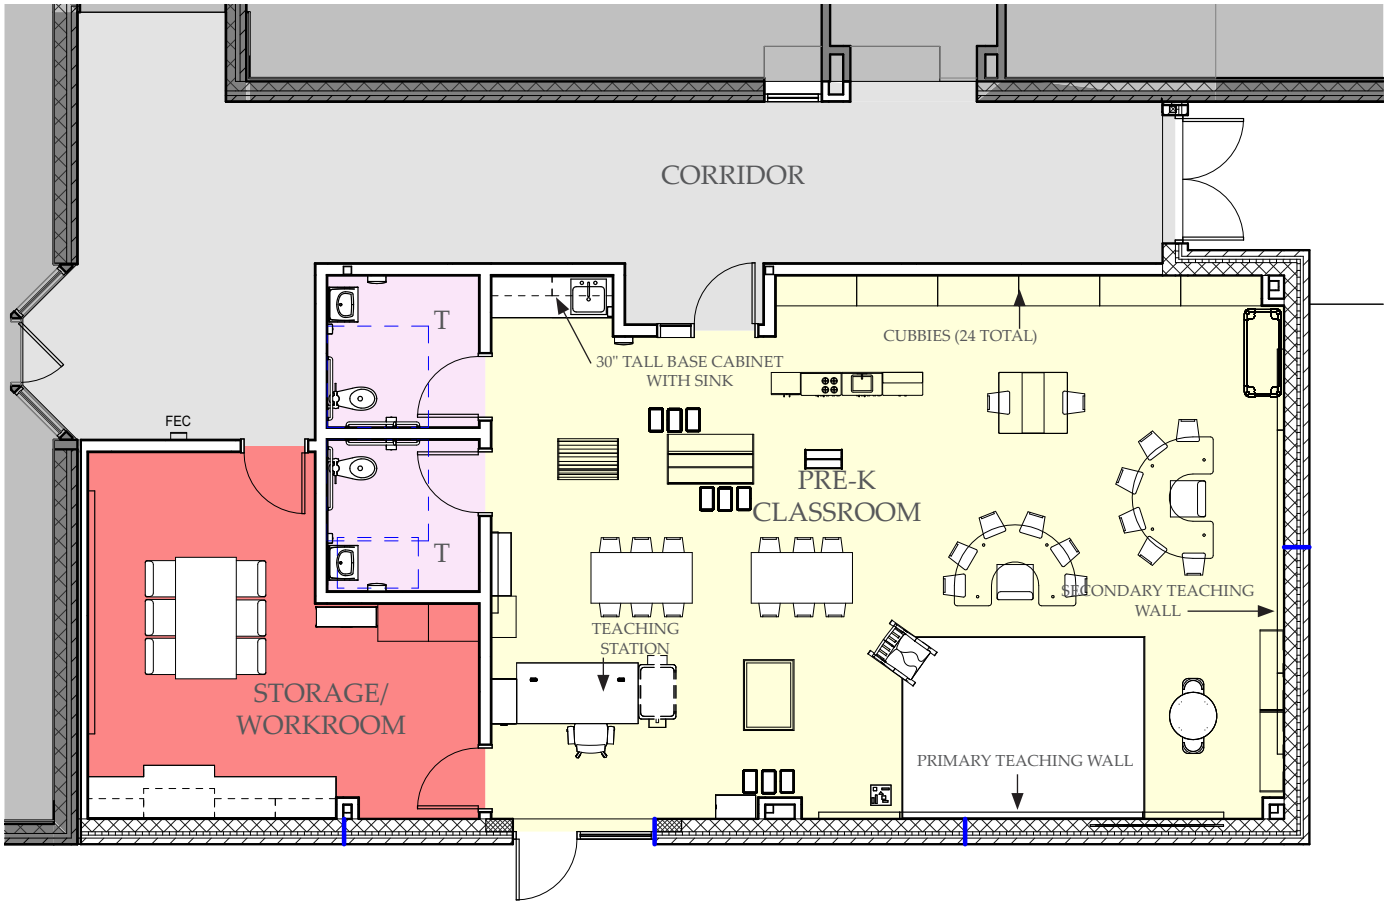 CORRIDOR
T
CUBBIES (24 TOTAL)
30" TALL BASE CABINET
WITH SINK
FEC
PRE-K
CLASSROOM
T
SECONDARY TEACHING
WALL
TEACHING
STATION
STORAGE/
WORKROOM
PRIMARY TEACHING WALL